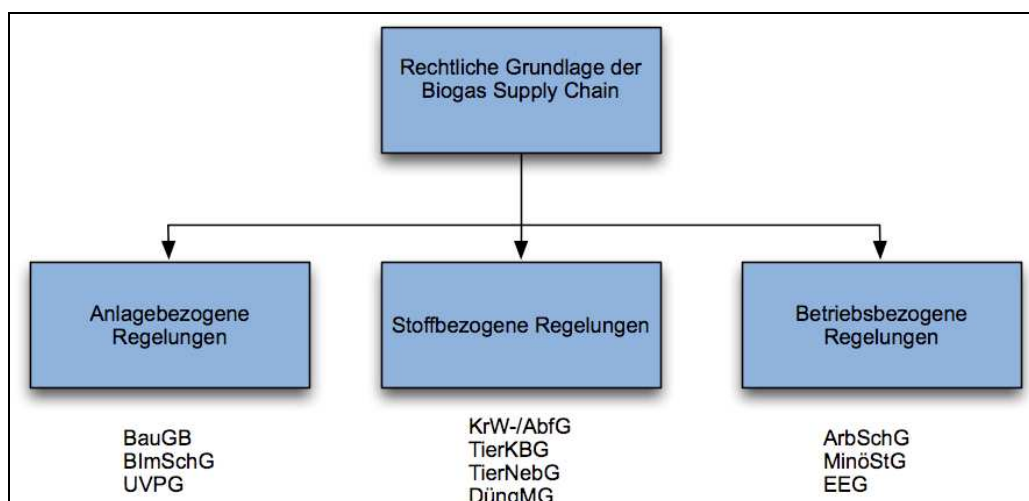 Rechtliche Grundlage der
Biogas Supply Chain
Anlagebezogene
Regelungen
Stoffbezogene Regelungen
Betriebsbezogene
Regelungen
BauGB
BImSchG
UVPG
KrW-/AbfG
TierKBG
TierNebG
DüngMG
ArbSchG
MinöStG
EEG